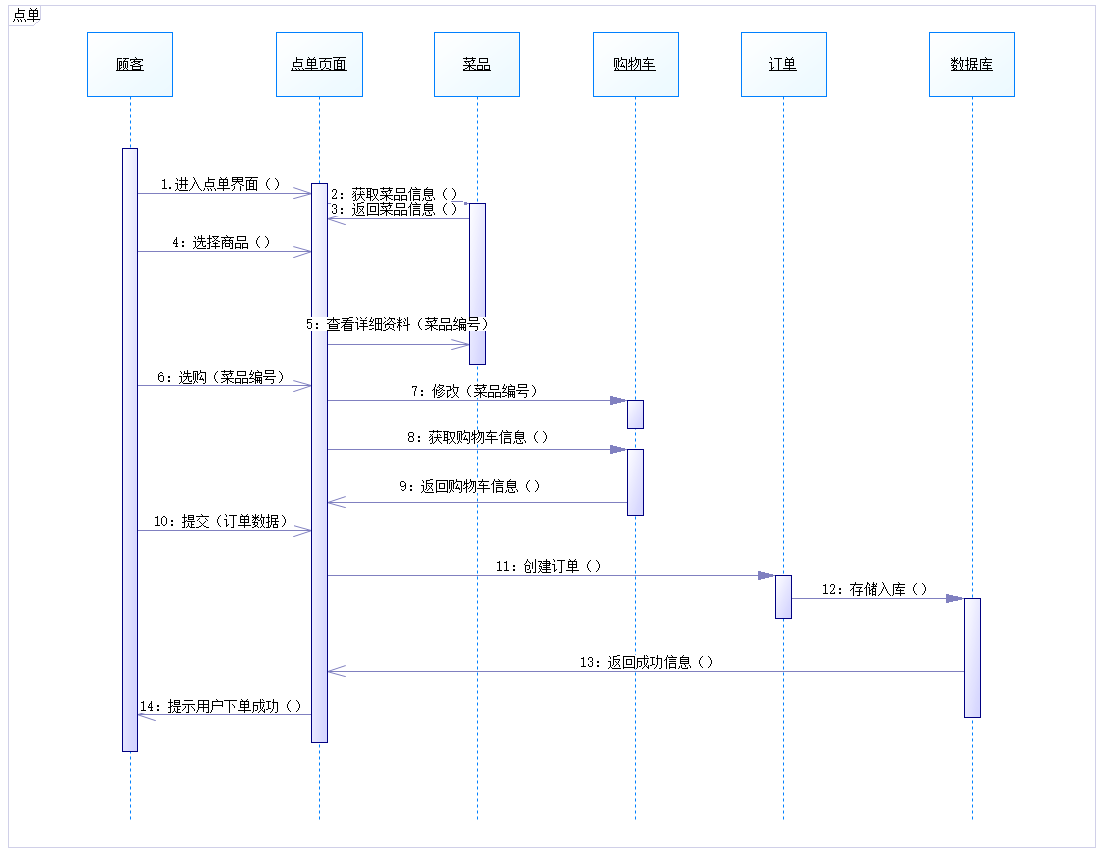 点单
顾客
点单页面
菜品
购物车
订单
数据库
1.进入点单界面（）
2：获取菜品信息（）
3：返回菜品信息（）
4：选择商品（）
5：查看详细资料（菜品编号）
6：选购（菜品编号）
7：修改（菜品编号）
8：获取购物车信息（）
9：返回购物车信息（）
10：提交（订单数据）
11：创建订单（）
12：存储入库（）
13：返回成功信息（）
14：提示用户下单成功（）